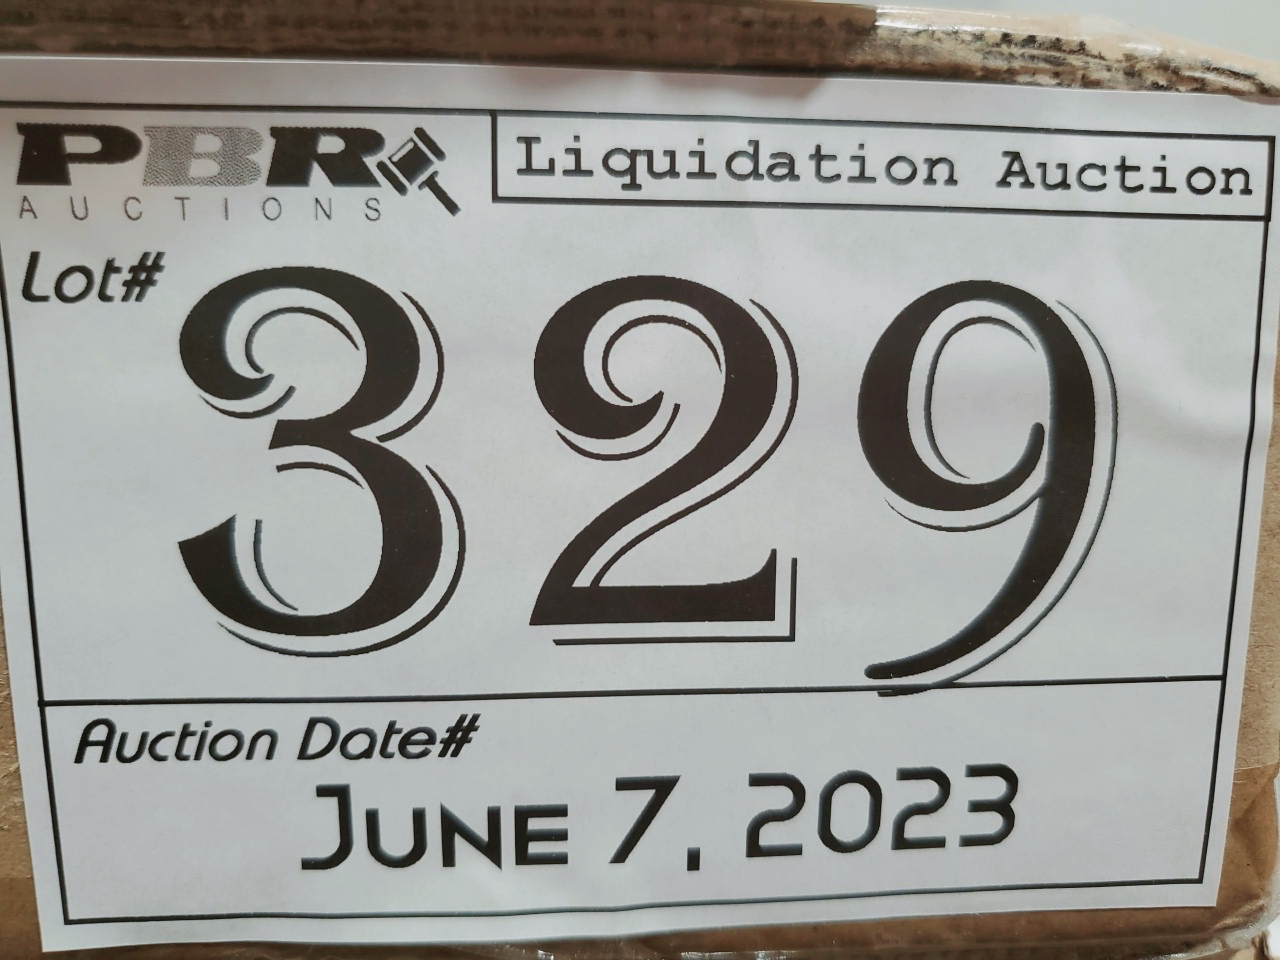 PBR
AUCTIONS
Liquidation Auction
Lot#
329
Auction Date#
June 7, 2023